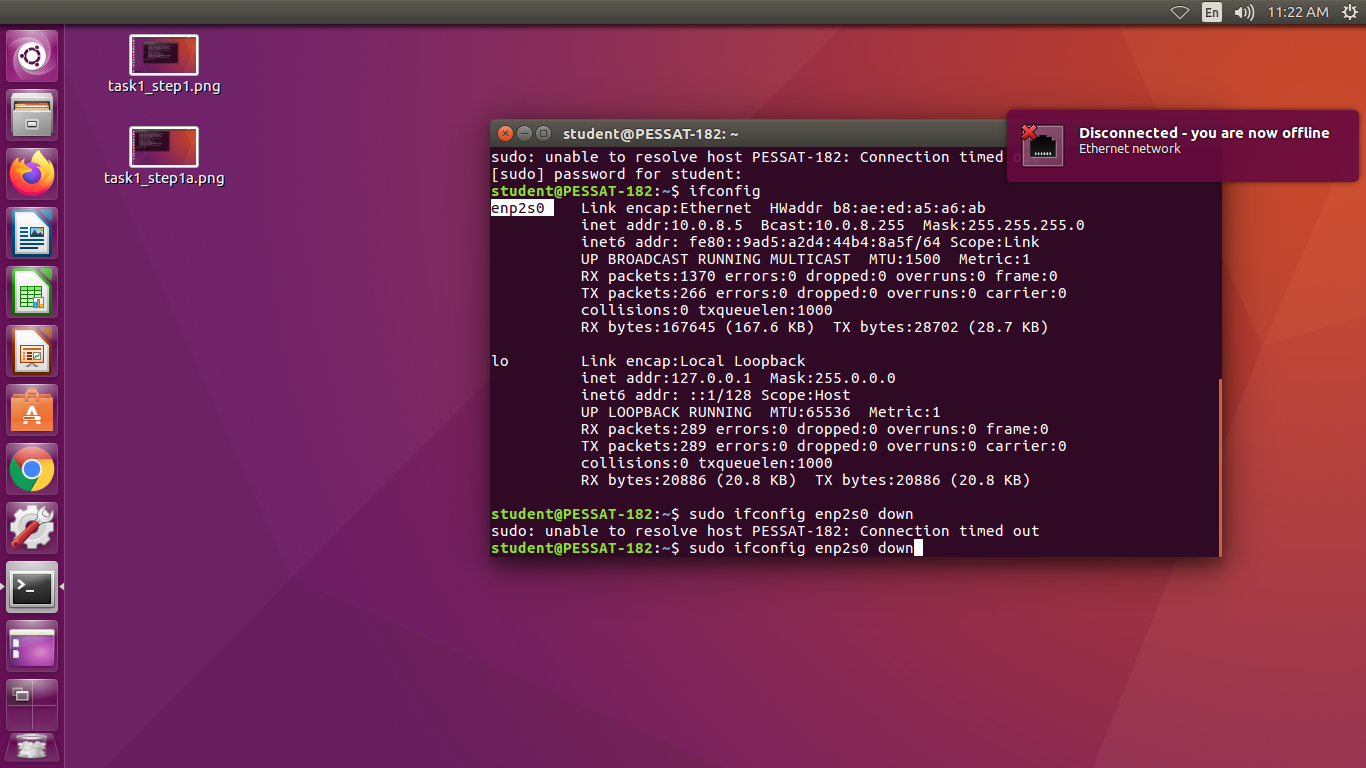 En
11:22 AM
task1_step1.png
task1_step1a.png
student@PESSAT-182: ~
Disconnected - you are now offline
Ethernet network
sudo: unable to resolve host PESSAT-182: Connection timed
[sudo] password for student:
student@PESSAT-182:~$ ifconfig
enp2s0    Link encap:Ethernet  HWaddr b8:ae:ed:a5:a6:ab
          inet addr:10.0.8.5  Bcast:10.0.8.255  Mask:255.255.255.0
          inet6 addr: fe80::9ad5:a2d4:44b4:8a5f/64 Scope:Link
          UP BROADCAST RUNNING MULTICAST  MTU:1500  Metric:1
          RX packets:1370 errors:0 dropped:0 overruns:0 frame:0
          TX packets:266 errors:0 dropped:0 overruns:0 carrier:0
          collisions:0 txqueuelen:1000
          RX bytes:167645 (167.6 KB)  TX bytes:28702 (28.7 KB)
lo        Link encap:Local Loopback
          inet addr:127.0.0.1  Mask:255.0.0.0
          inet6 addr: ::1/128 Scope:Host
          UP LOOPBACK RUNNING  MTU:65536  Metric:1
          RX packets:289 errors:0 dropped:0 overruns:0 frame:0
          TX packets:289 errors:0 dropped:0 overruns:0 carrier:0
          collisions:0 txqueuelen:1000
          RX bytes:20886 (20.8 KB)  TX bytes:20886 (20.8 KB)
student@PESSAT-182:~$ sudo ifconfig enp2s0 down
sudo: unable to resolve host PESSAT-182: Connection timed out
student@PESSAT-182:~$ sudo ifconfig enp2s0 down